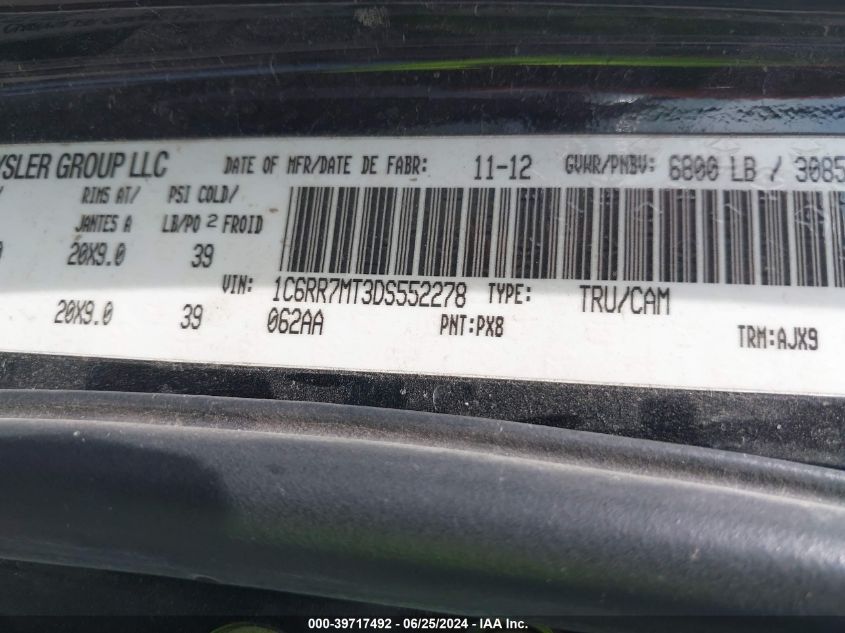 YSLER GROUP LLC DATE OF MFR/DATE DE FABR: 11-12 GVWR/PNBV: 6800 LB / 3085
RIMS AT/ PSI COLD/
JANTES A LB/PO 2 FROID
20X9.0 39
VIN: 1C6RR7MT3DS552278 TYPE: TRU/CAM
20X9.0 39 062AA PNT:PX8 TRM:AJX9
000-39717492 - 06/25/2024 - IAA, Inc.